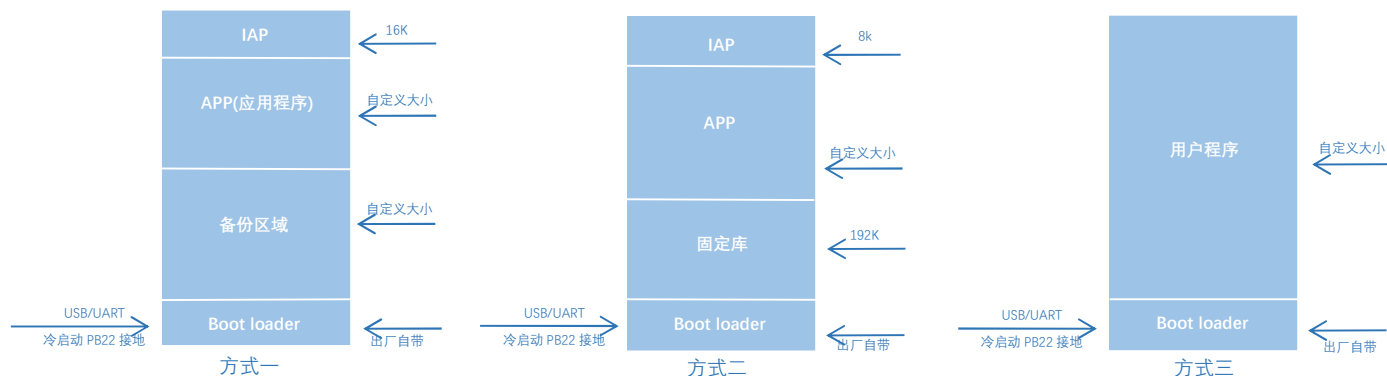 IAP
16K
APP(应用程序)
自定义大小
备份区域
自定义大小
USB/UART
冷启动 PB22 接地
Boot loader
出厂自带
方式一
IAP
8k
APP
自定义大小
固定库
192K
USB/UART
冷启动 PB22 接地
Boot loader
出厂自带
方式二
用户程序
自定义大小
USB/UART
冷启动 PB22 接地
Boot loader
出厂自带
方式三